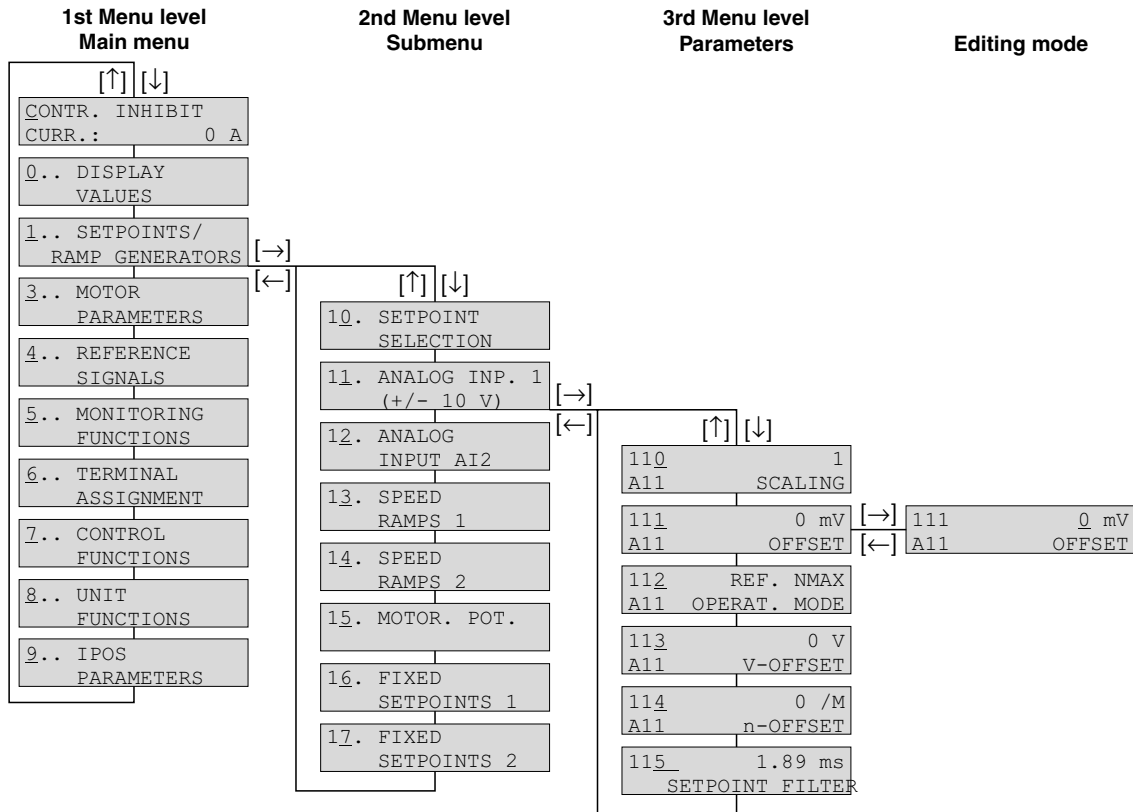 1st Menu level
Main menu
2nd Menu level
Submenu
3rd Menu level
Parameters
Editing mode
[↑] [↓]
CONTR. INHIBIT
CURR.: 0 A
0.. DISPLAY
VALUES
1.. SETPOINTS/
RAMP GENERATORS
[→]
[←]
3.. MOTOR
PARAMETERS
4.. REFERENCE
SIGNALS
5.. MONITORING
FUNCTIONS
6.. TERMINAL
ASSIGNMENT
7.. CONTROL
FUNCTIONS
8.. UNIT
FUNCTIONS
9.. IPOS
PARAMETERS
[↑] [↓]
10. SETPOINT
SELECTION
11. ANALOG INP. 1
(+/- 10 V)
[→]
[←]
12. ANALOG
INPUT AI2
13. SPEED
RAMPS 1
14. SPEED
RAMPS 2
15. MOTOR. POT.
16. FIXED
SETPOINTS 1
17. FIXED
SETPOINTS 2
[↑] [↓]
110 1
A11 SCALING
111 0 mV
A11 OFFSET
[→]
[←]
112 REF. NMAX
A11 OPERAT. MODE
113 0 V
A11 V-OFFSET
114 0 /M
A11 n-OFFSET
115 1.89 ms
SETPOINT FILTER
111 0 mV
A11 OFFSET